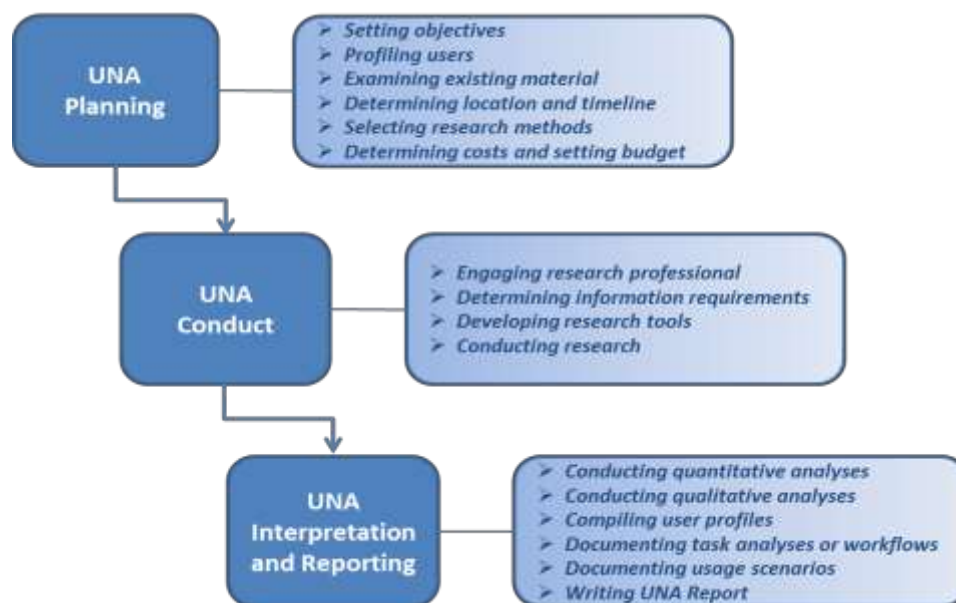 UNA
Planning
➢ Setting objectives
➢ Profiling users
➢ Examining existing material
➢ Determining location and timeline
➢ Selecting research methods
➢ Determining costs and setting budget
UNA
Conduct
➢ Engaging research professional
➢ Determining information requirements
➢ Developing research tools
➢ Conducting research
UNA
Interpretation
and Reporting
➢ Conducting quantitative analyses
➢ Conducting qualitative analyses
➢ Compiling user profiles
➢ Documenting task analyses or workflows
➢ Documenting usage scenarios
➢ Writing UNA Report